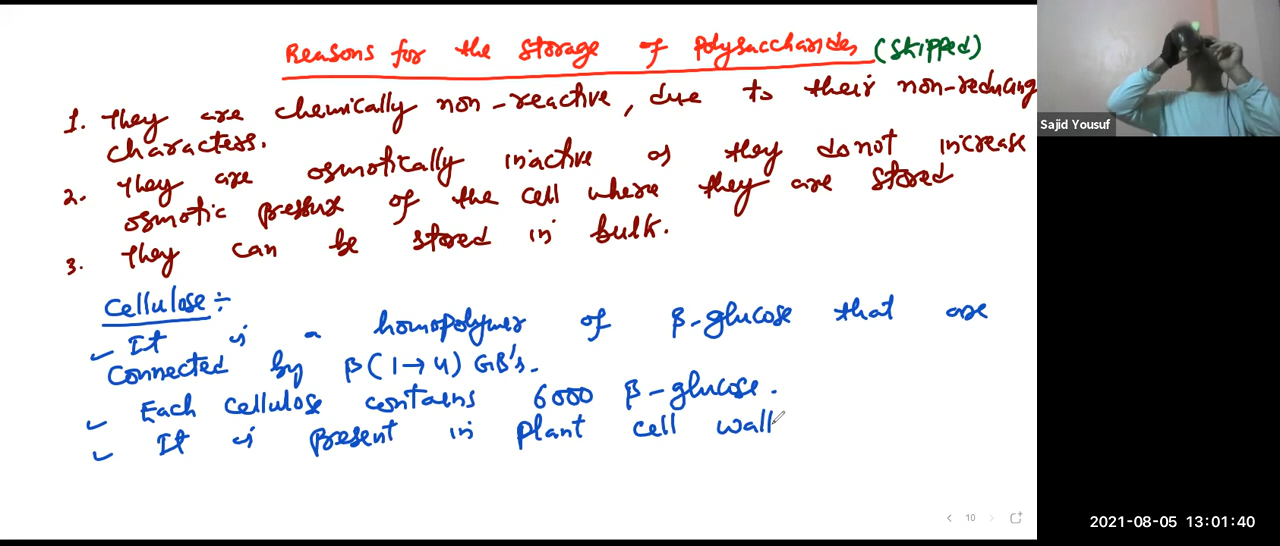 Reasons for the Storage of Polysaccharides (Skipped)
1. They are chemically non-reactive, due to their non-reducing
characters.
2. They are osmotically inactive as they do not increase
osmotic pressure of the cell where they are stored
3. They can be stored in bulk.
Cellulose:-
It is a homopolymer of β-glucose that are
Connected by β(1→4) GB's.
Each cellulose contains 6000 β-glucose.
It is present in plant cell wall
Sajid Yousuf
10
2021-08-05 13:01:40